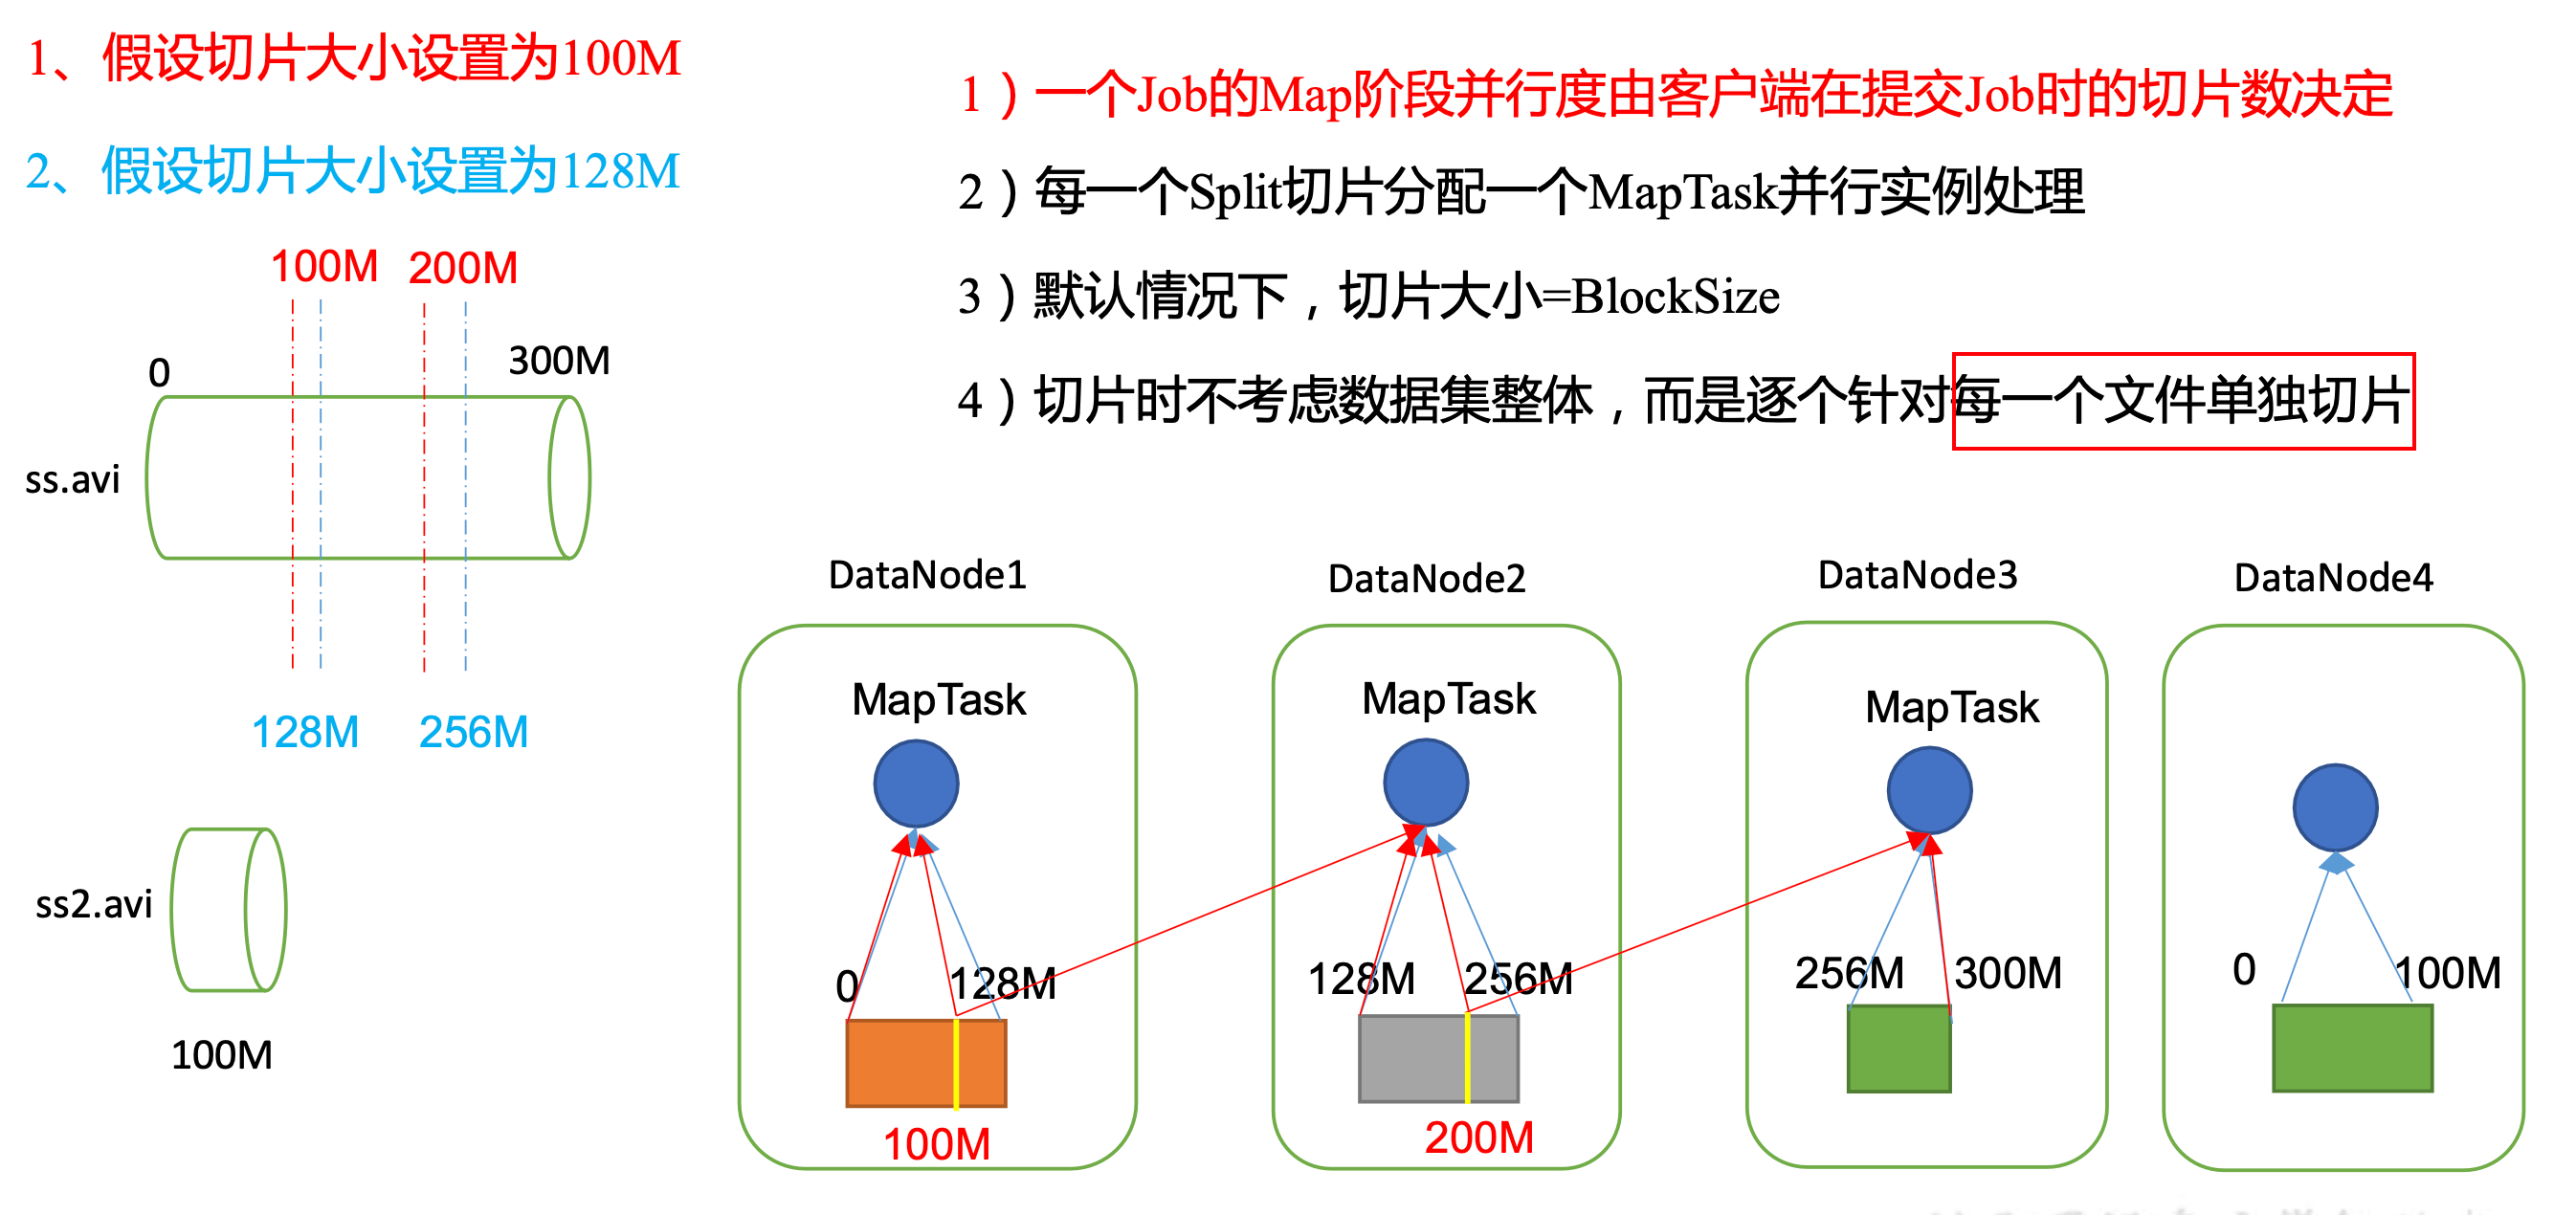 1、假设切片大小设置为100M
2、假设切片大小设置为128M
1）一个Job的Map阶段并行度由客户端在提交Job时的切片数决定
2）每一个Split切片分配一个MapTask并行实例处理
3）默认情况下，切片大小=BlockSize
4）切片时不考虑数据集整体，而是逐个针对每一个文件单独切片
100M 200M
0 300M
ss.avi
128M 256M
ss2.avi
100M
DataNode1 DataNode2 DataNode3 DataNode4
MapTask MapTask MapTask
0 128M 128M 256M 256M 300M 0 100M
100M 200M